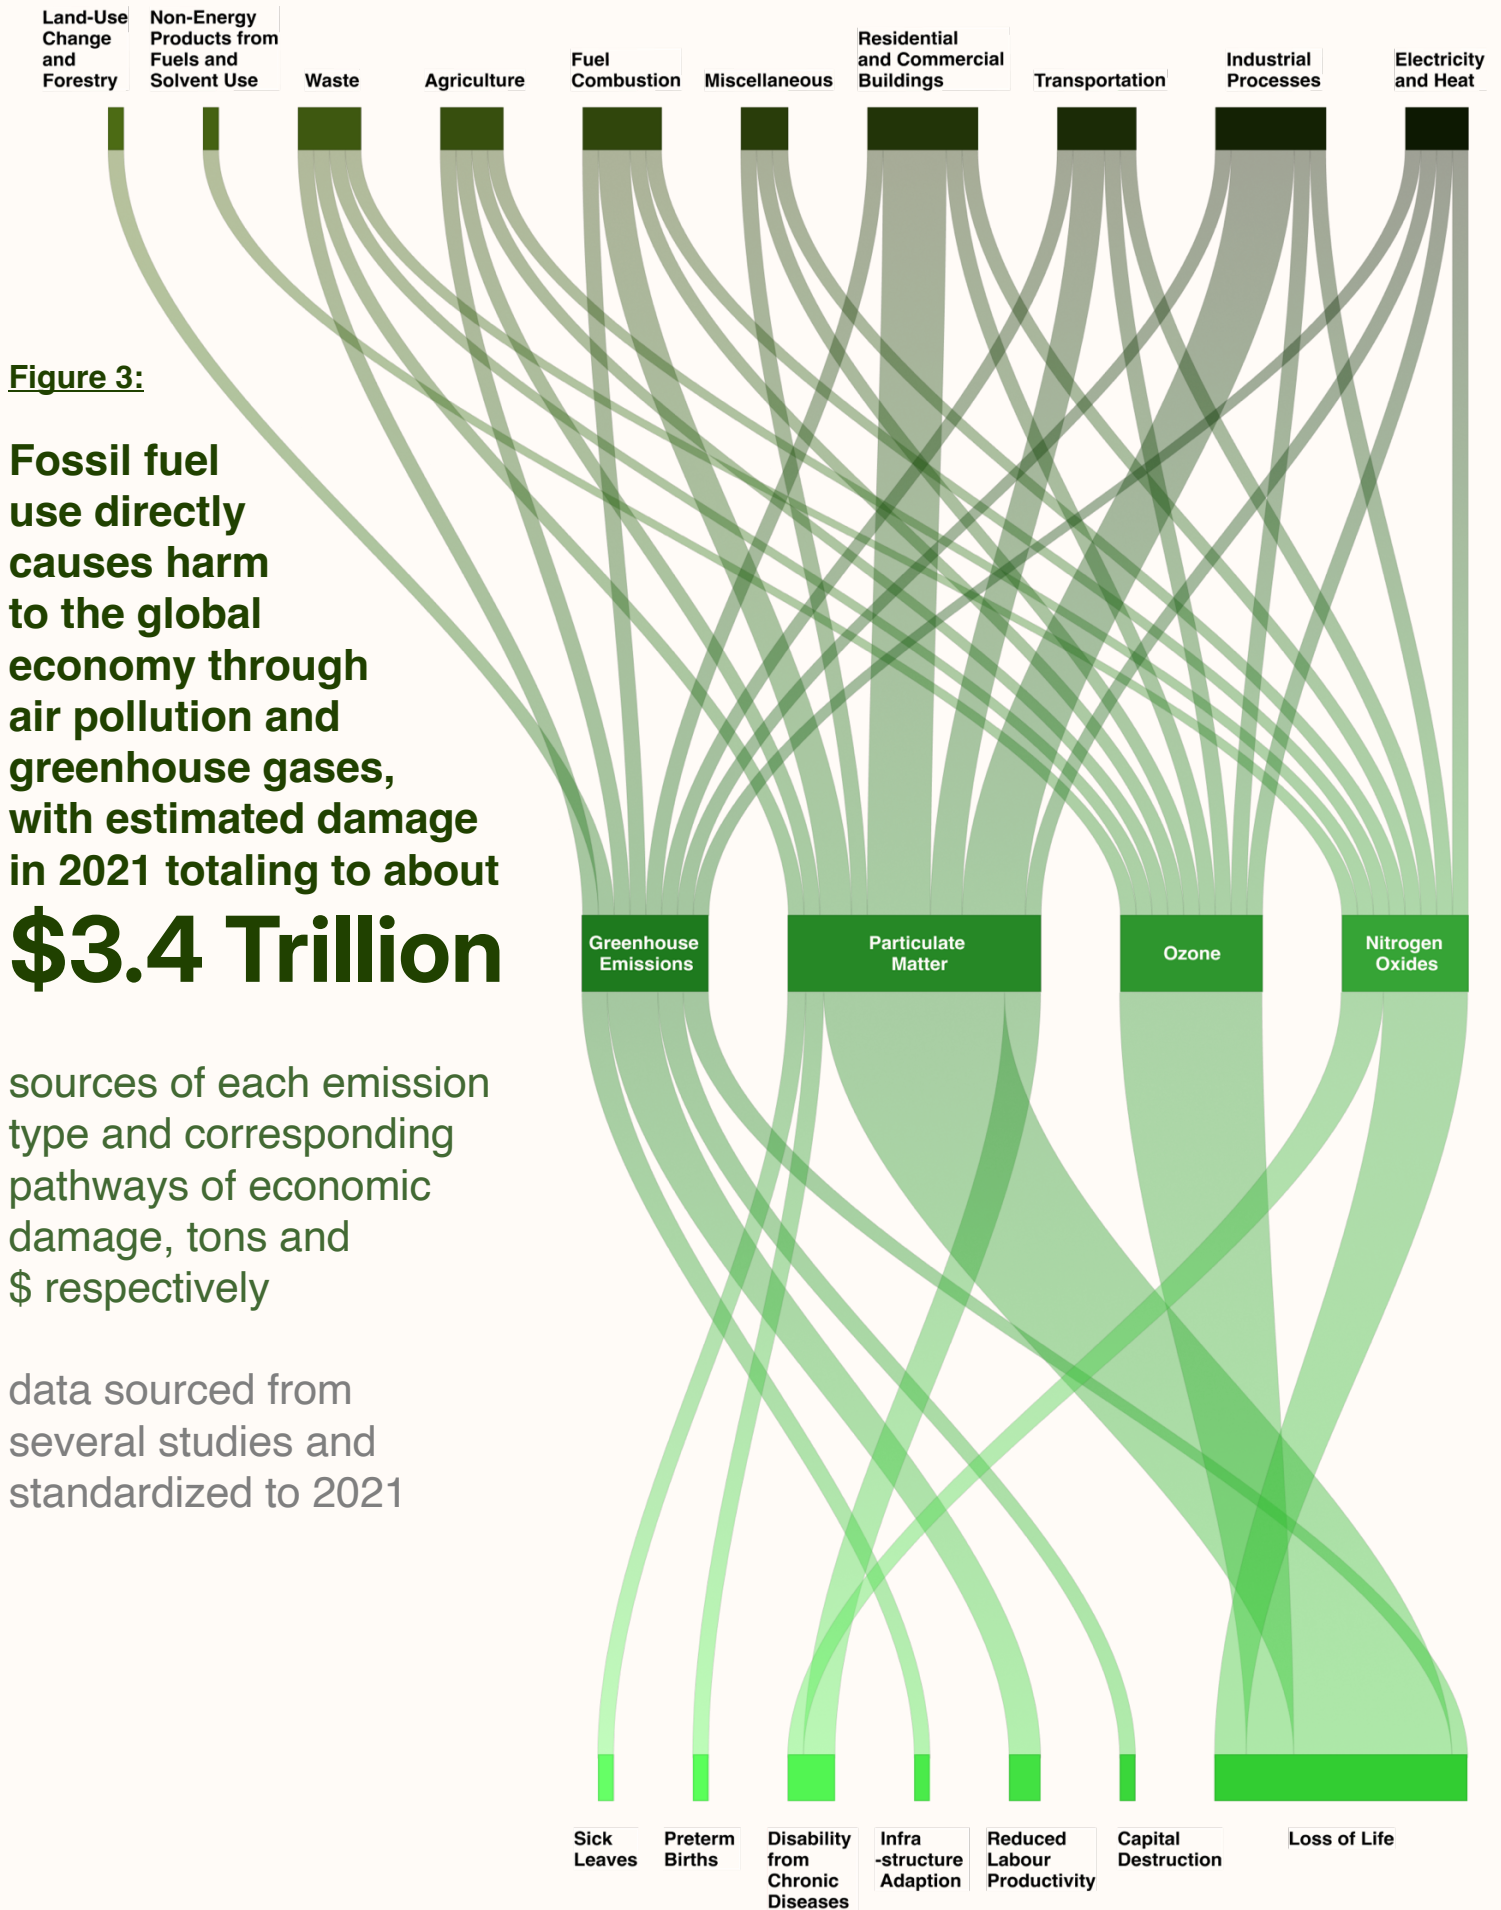 Land-Use
Change
and
Forestry
Non-Energy
Products from
Fuels and
Solvent Use
Waste
Agriculture
Fuel
Combustion
Miscellaneous
Residential
and Commercial
Buildings
Transportation
Industrial
Processes
Electricity
and Heat
Figure 3:
Fossil fuel
use directly
causes harm
to the global
economy through
air pollution and
greenhouse gases,
with estimated damage
in 2021 totaling to about
$3.4 Trillion
sources of each emission
type and corresponding
pathways of economic
damage, tons and
$ respectively
data sourced from
several studies and
standardized to 2021
Greenhouse
Emissions
Particulate
Matter
Ozone
Nitrogen
Oxides
Sick
Leaves
Preterm
Births
Disability
from
Chronic
Diseases
Infra
-structure
Adaption
Reduced
Labour
Productivity
Capital
Destruction
Loss of Life